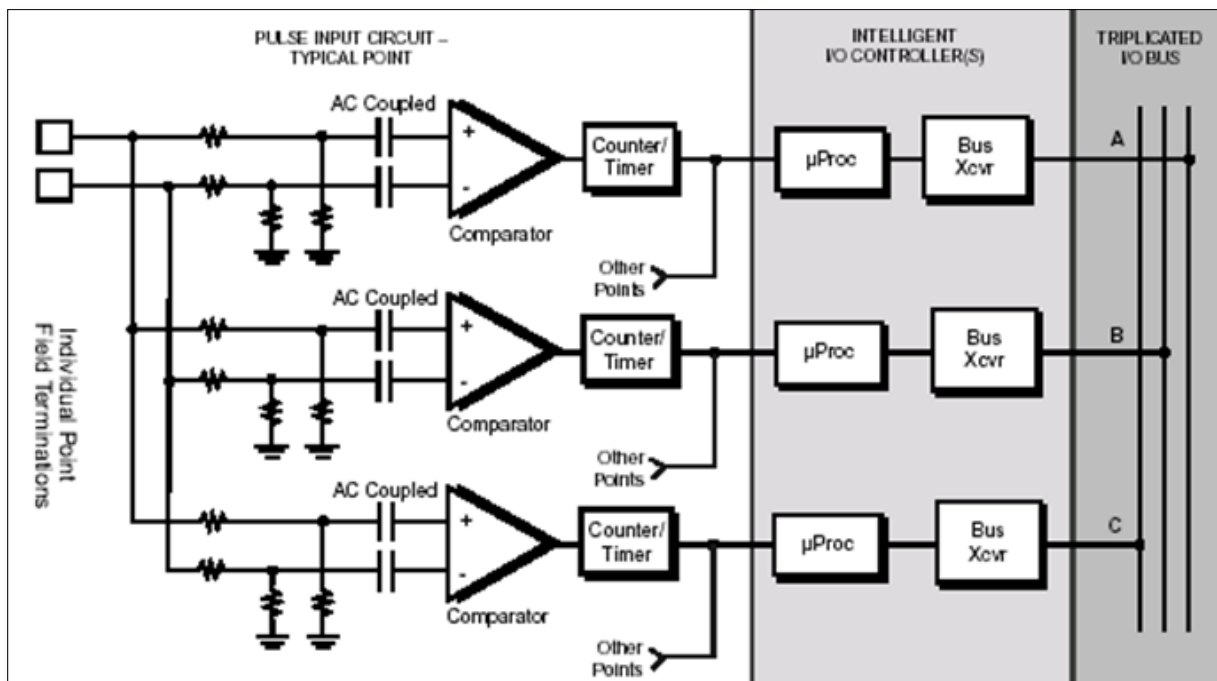 PULSE INPUT CIRCUIT –
TYPICAL POINT
INTELLIGENT
I/O CONTROLLER(S)
TRIPLICATED
I/O BUS
AC Coupled
+
-
Comparator
Counter/
Timer
µProc
Bus
Xcvr
A
Other
Points
AC Coupled
+
-
Comparator
Counter/
Timer
µProc
Bus
Xcvr
B
Other
Points
AC Coupled
+
-
Comparator
Counter/
Timer
µProc
Bus
Xcvr
C
Other
Points
Individual Point
Field Terminations